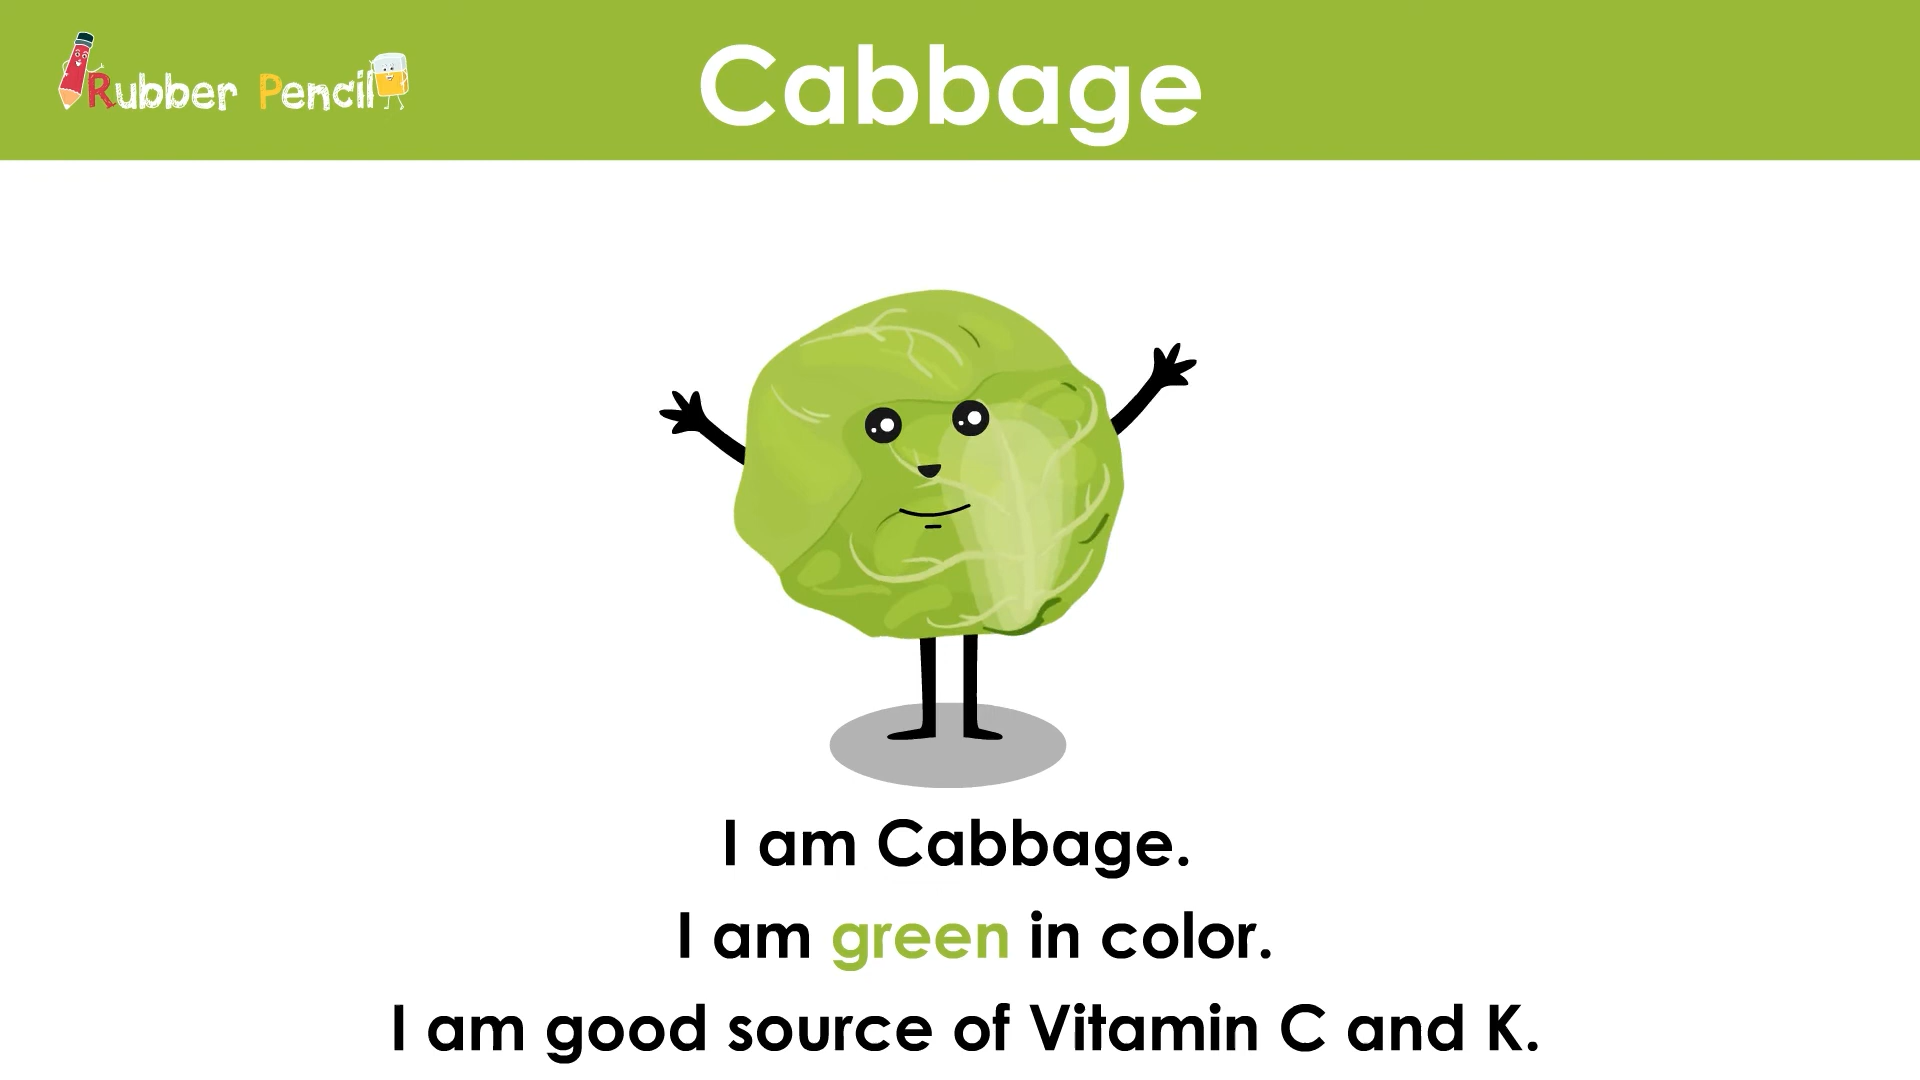 Rubber Pencil
Cabbage
I am Cabbage.
I am green in color.
I am good source of Vitamin C and K.